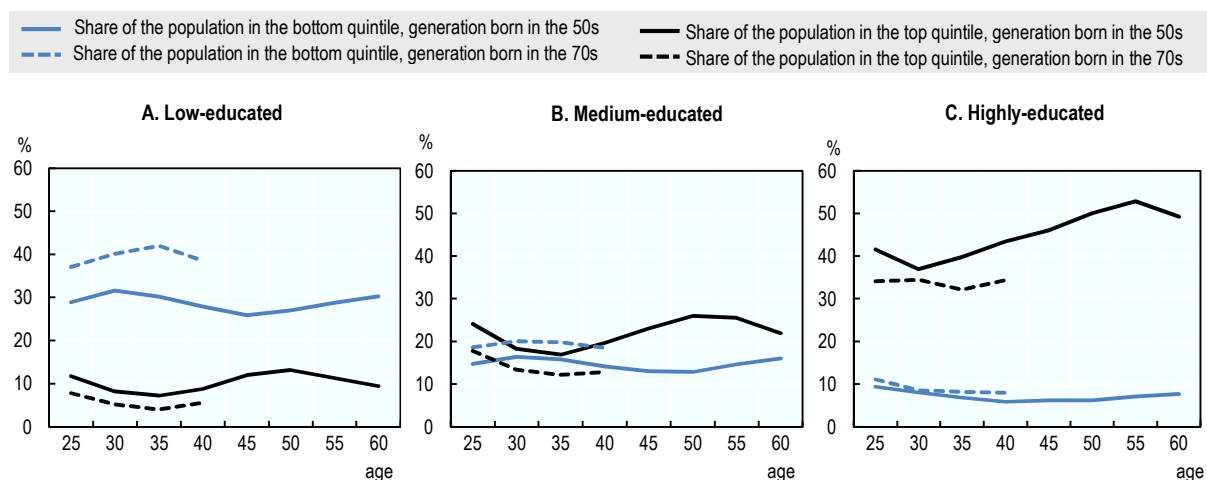 Share of the population in the bottom quintile, generation born in the 50s
Share of the population in the top quintile, generation born in the 50s
Share of the population in the bottom quintile, generation born in the 70s
Share of the population in the top quintile, generation born in the 70s
A. Low-educated
%
60
50
40
30
20
10
0
25 30 35 40 45 50 55 60
age
B. Medium-educated
%
60
50
40
30
20
10
0
25 30 35 40 45 50 55 60
age
C. Highly-educated
%
60
50
40
30
20
10
0
25 30 35 40 45 50 55 60
age